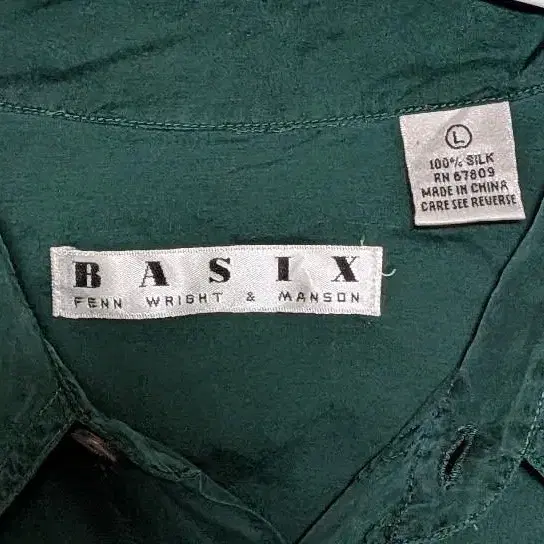 BASIX
FENN WRIGHT & MANSON
L
100% SILK
RN 67809
MADE IN CHINA
CARE SEE REVERSE